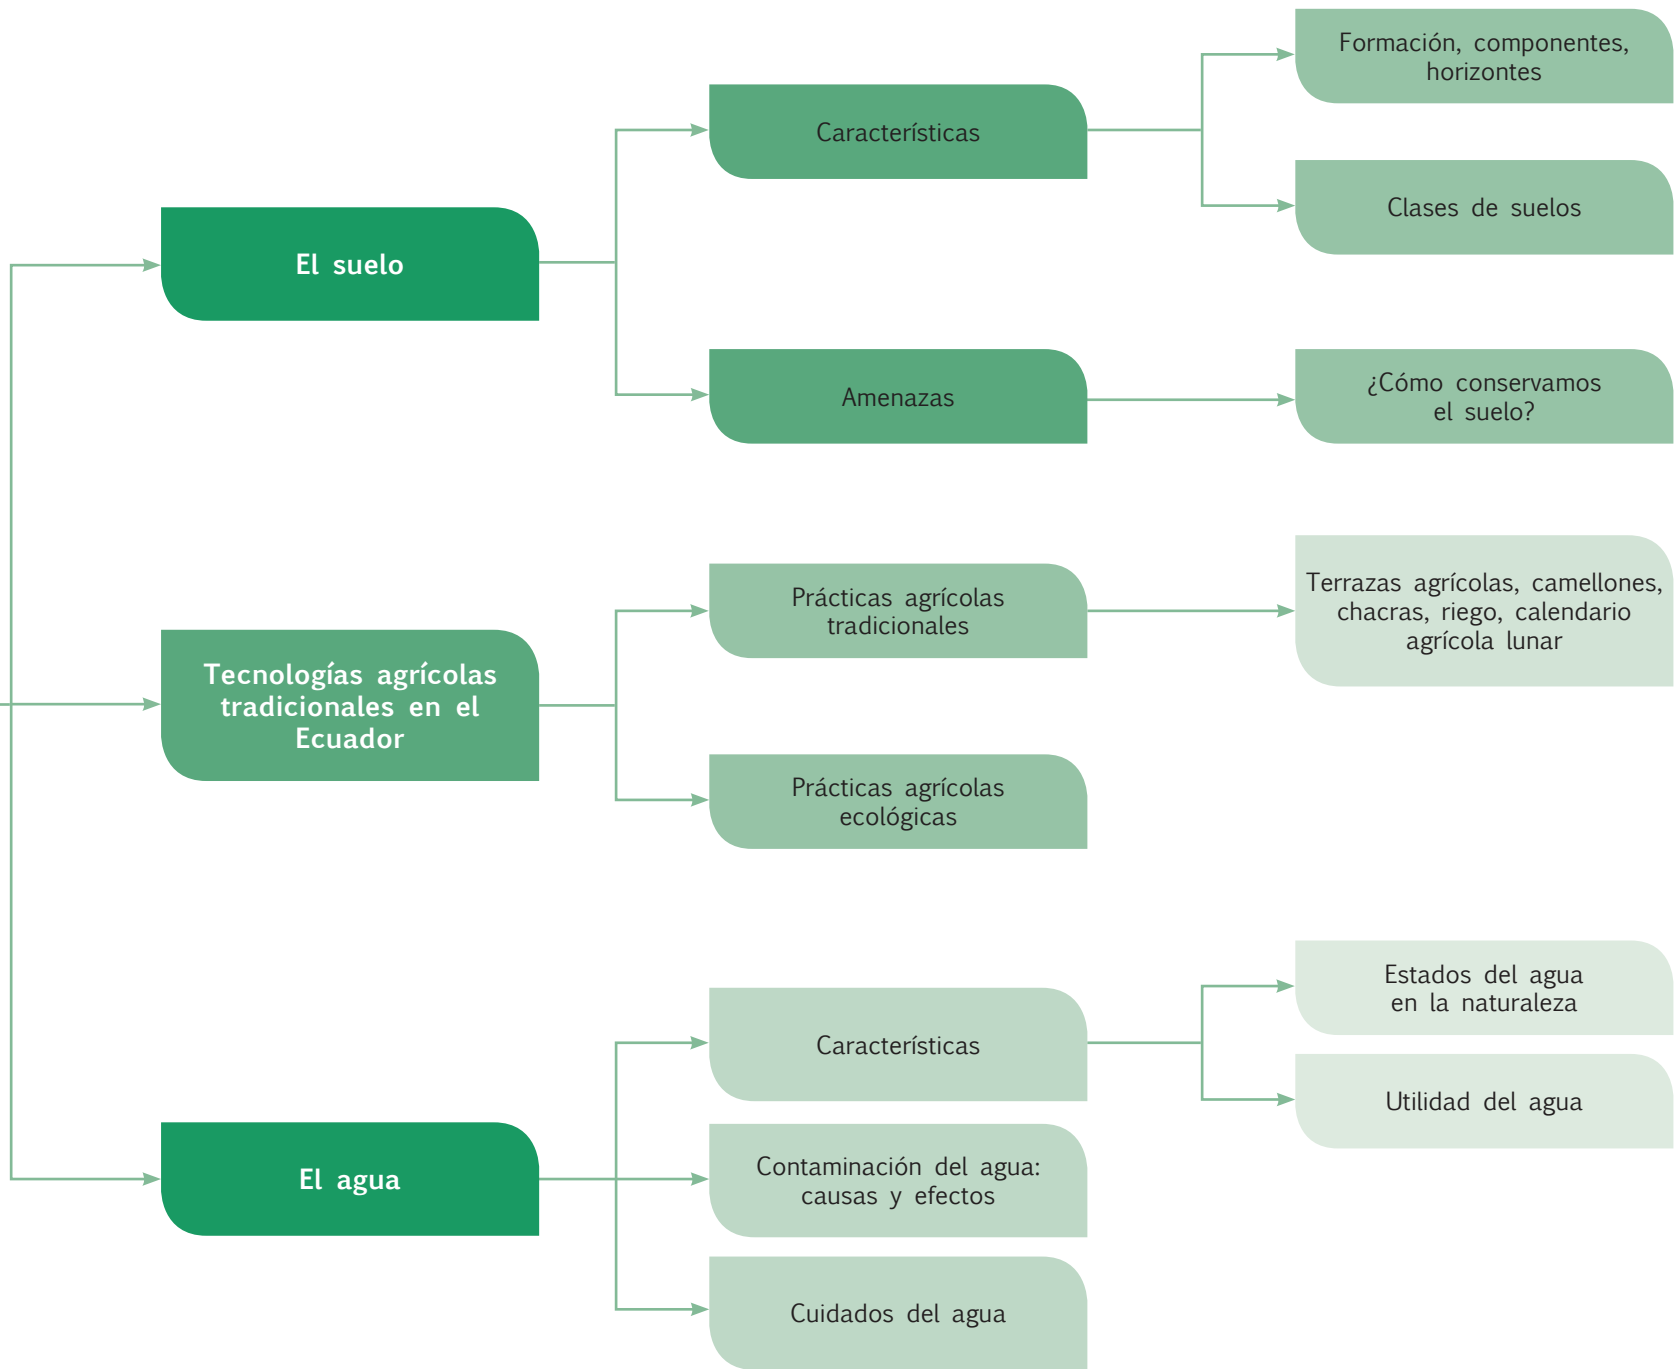 Formación, componentes,
horizontes
Características
Clases de suelos
El suelo
Amenazas
¿Cómo conservamos
el suelo?
Prácticas agrícolas
tradicionales
Terrazas agrícolas, camellones,
chacras, riego, calendario
agrícola lunar
Tecnologías agrícolas
tradicionales en el
Ecuador
Prácticas agrícolas
ecológicas
Estados del agua
en la naturaleza
Características
Utilidad del agua
El agua
Contaminación del agua:
causas y efectos
Cuidados del agua